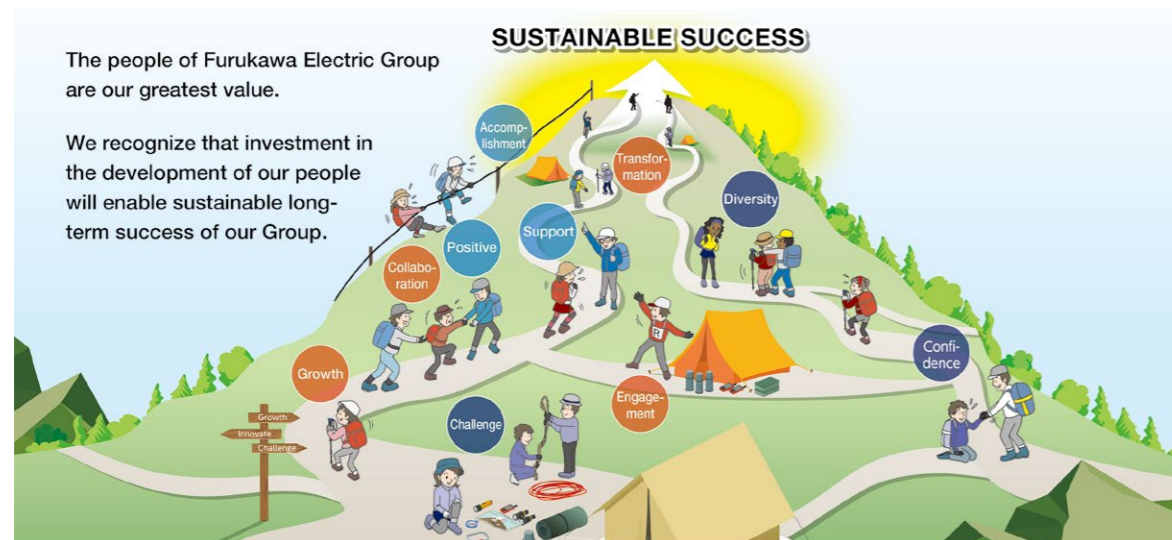 SUSTAINABLE SUCCESS
The people of Furukawa Electric Group
are our greatest value.
We recognize that investment in
the development of our people
will enable sustainable long-
term success of our Group.
Accomp-
lishment
Transfor-
mation
Diversity
Support
Positive
Collabo-
ration
Confi-
dence
Growth
Engage-
ment
Challenge
Growth
Innovate
Challenge
R